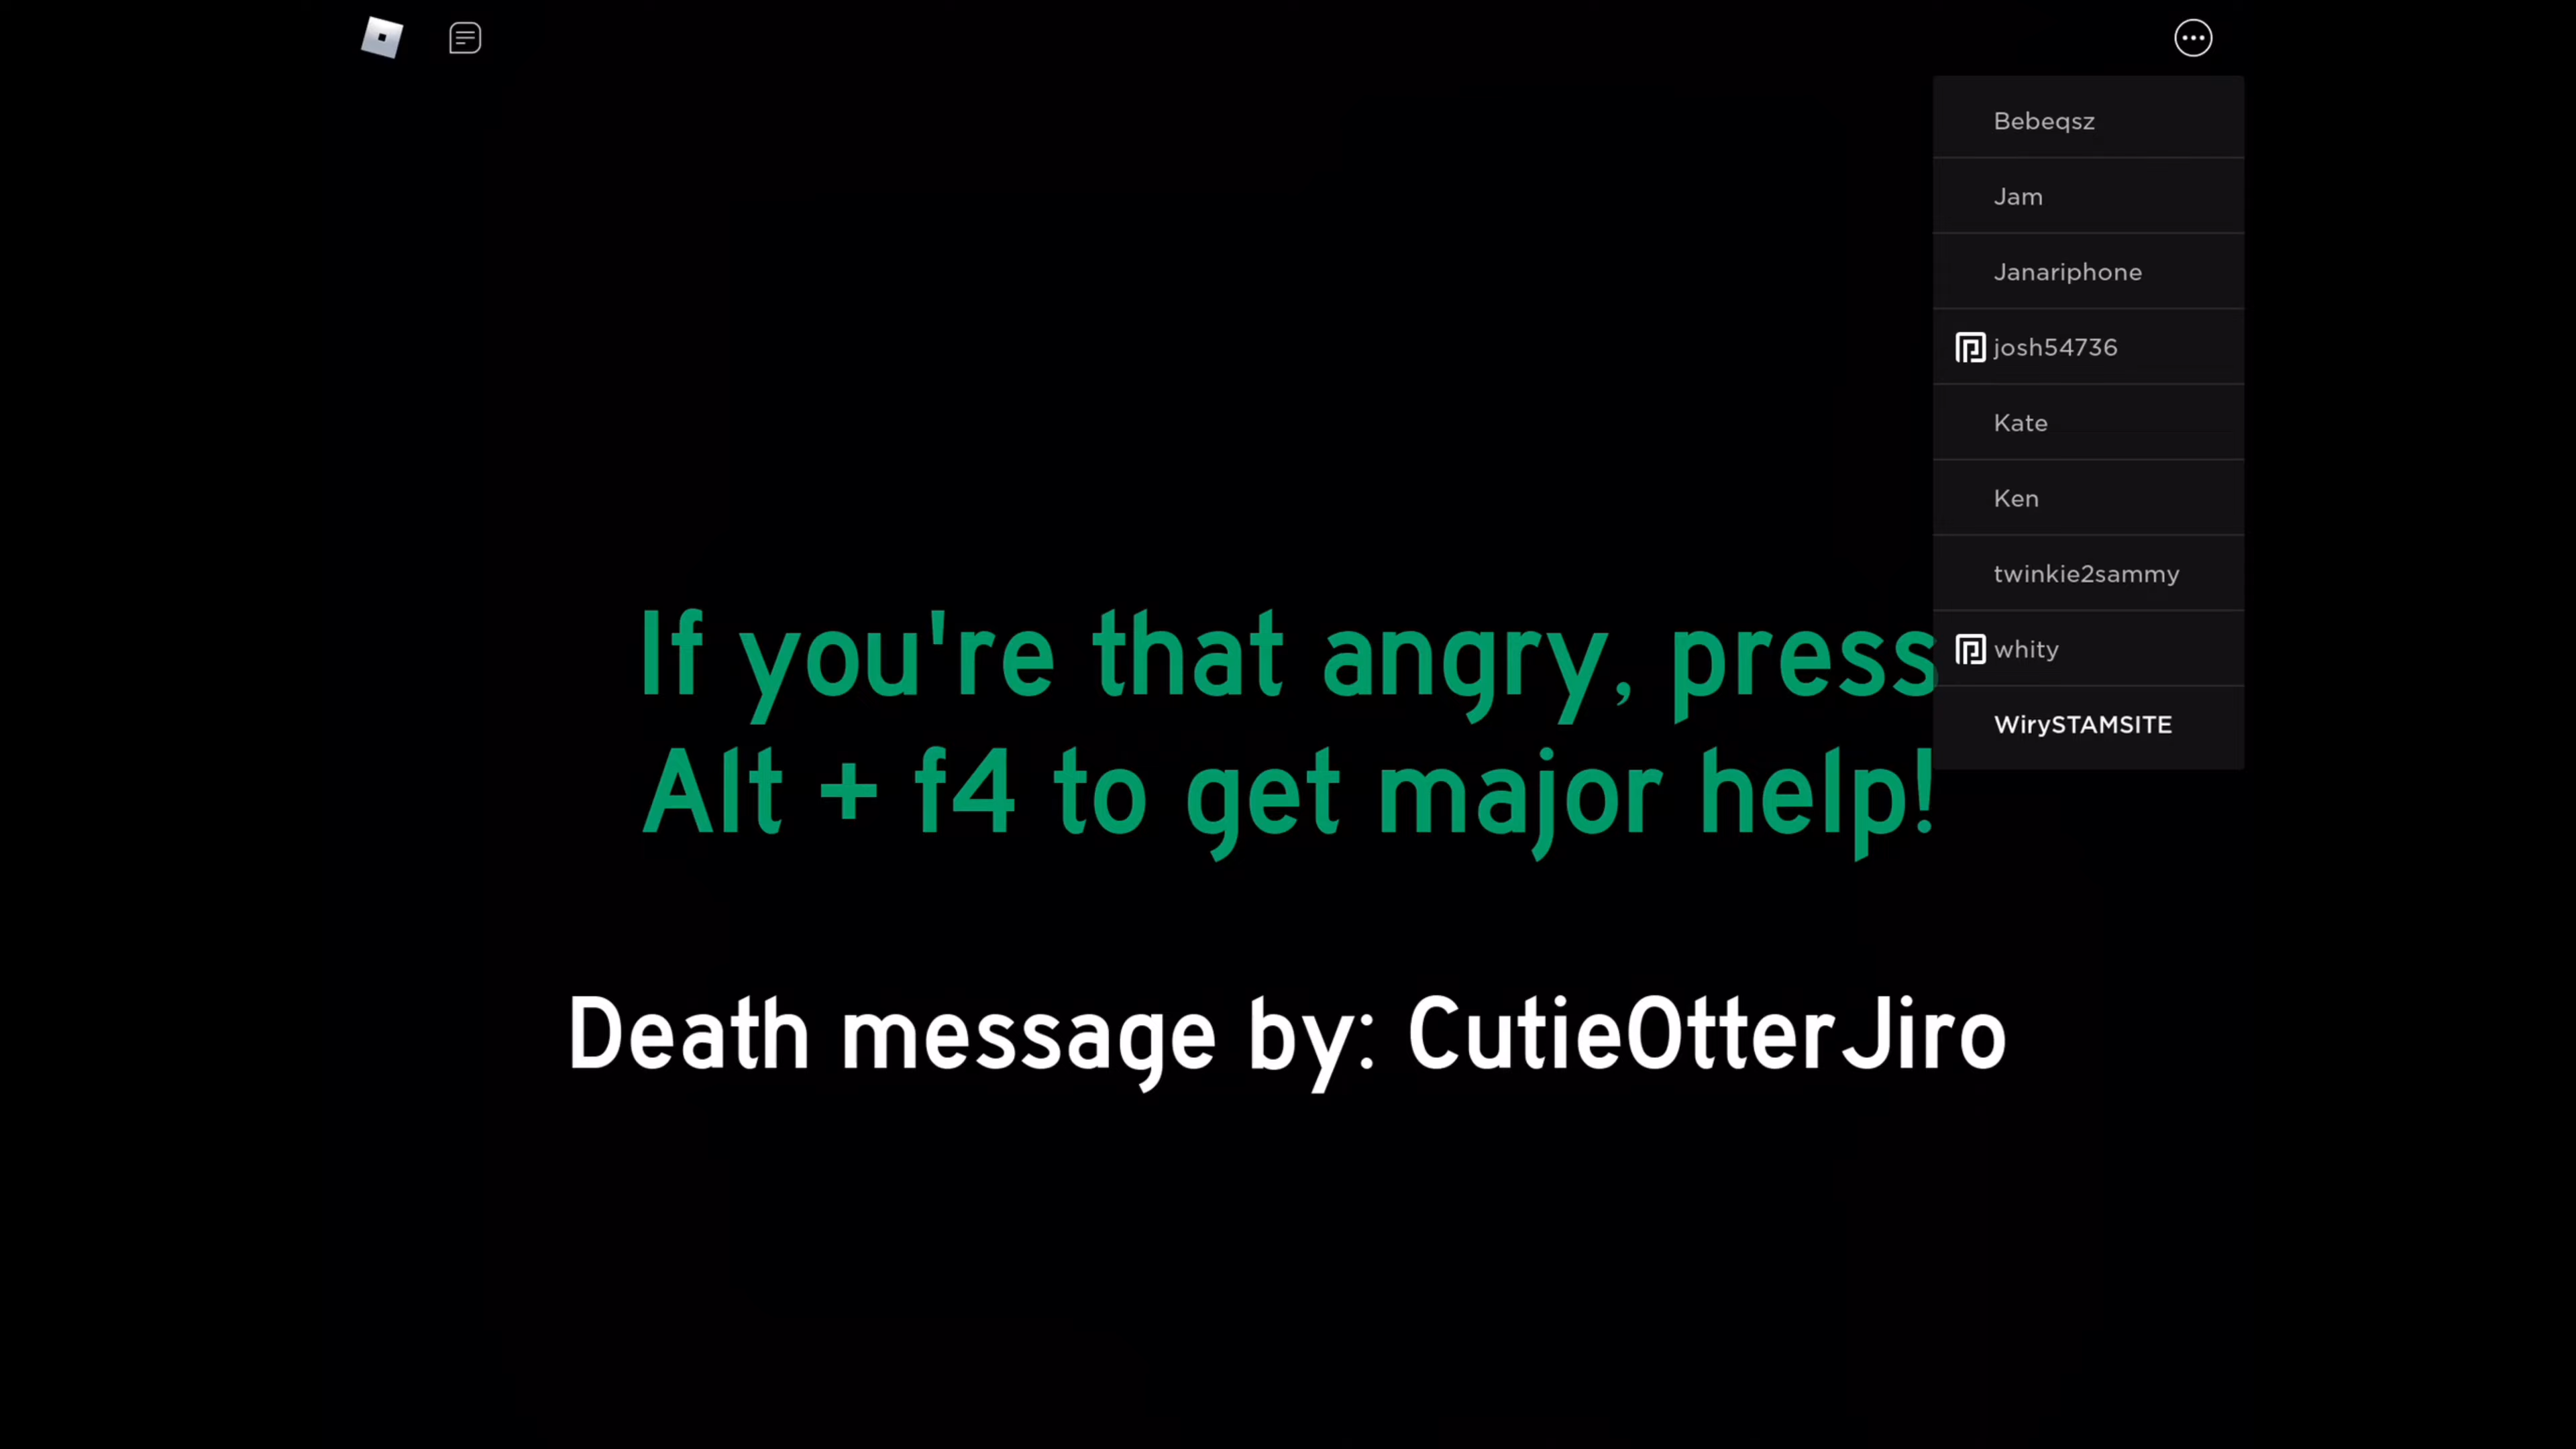 Bebeqsz
Jam
Janariphone
josh54736
Kate
Ken
twinkie2sammy
whity
WirySTAMSITE
If you're that angry, press
Alt + f4 to get major help!
Death message by: CutieOtterJiro